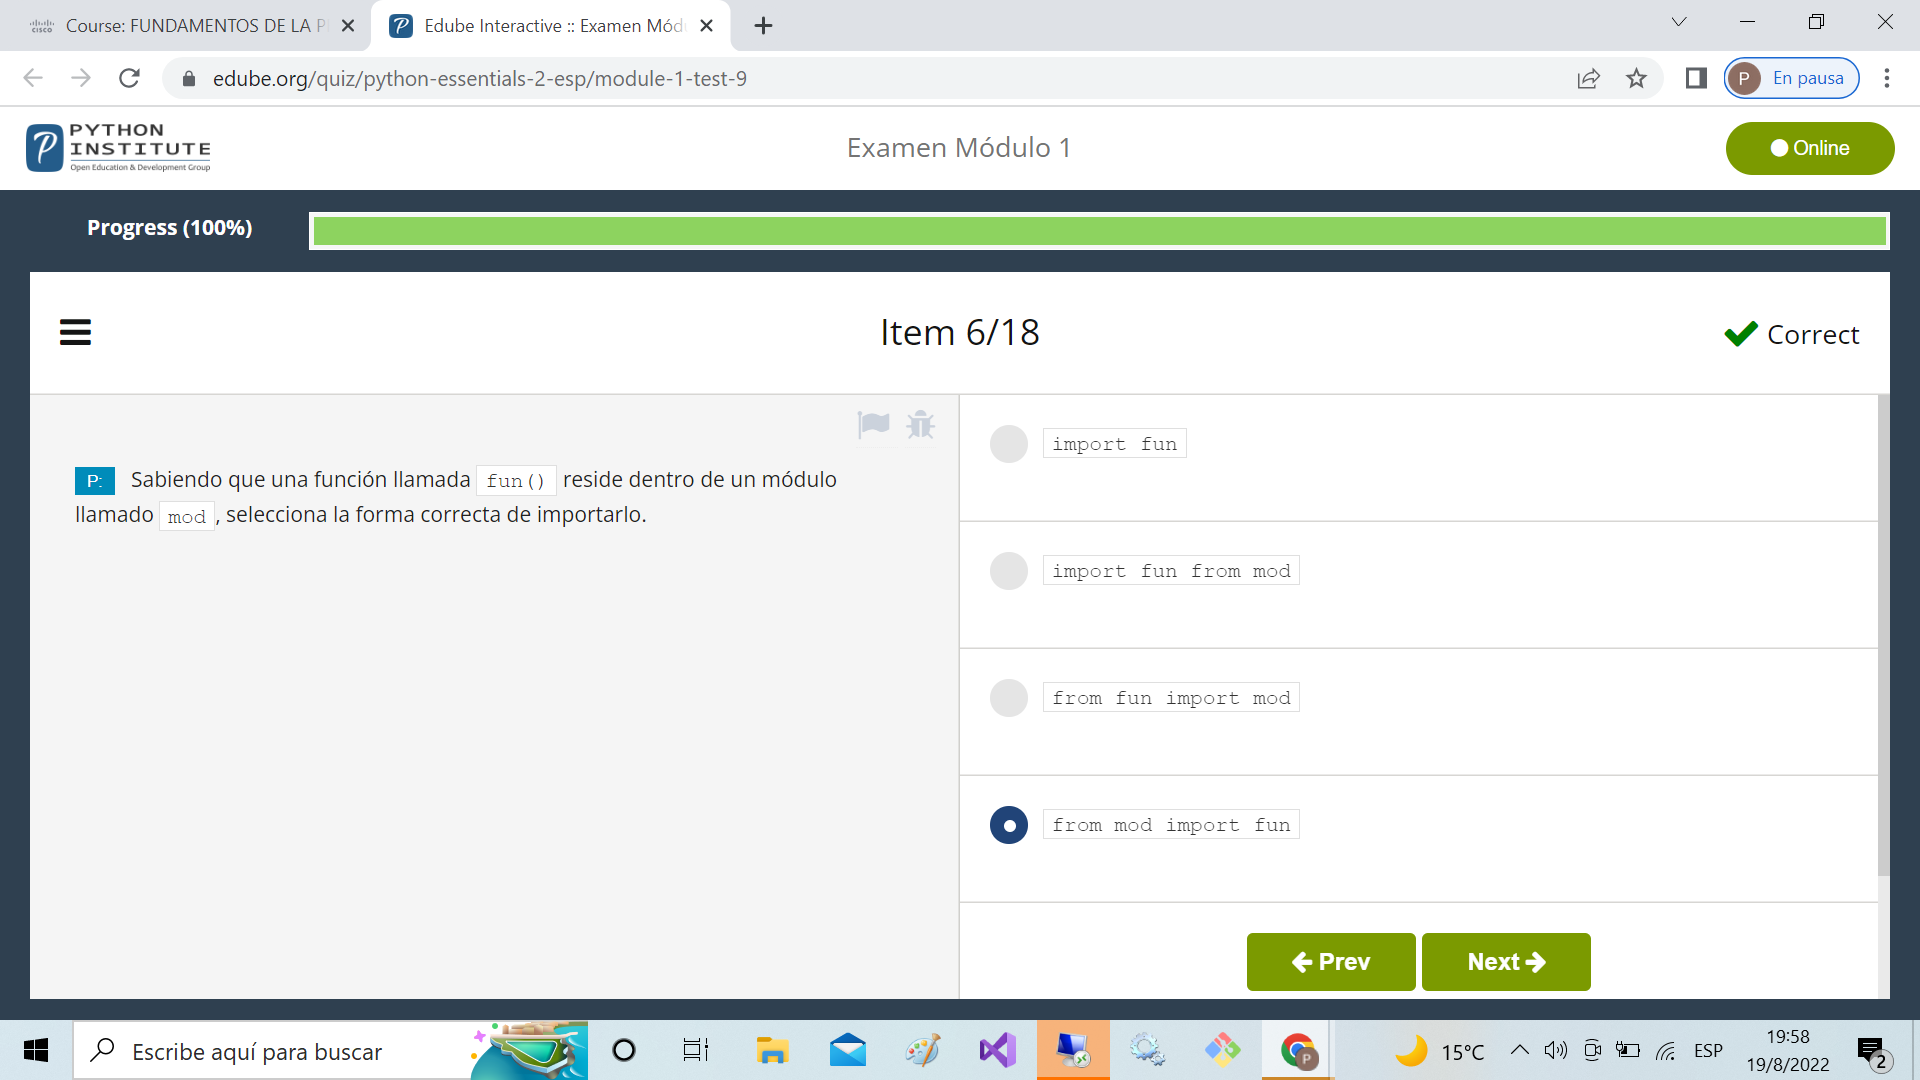 Course: FUNDAMENTOS DE LA P
Edube Interactive :: Examen Mód
edube.org/quiz/python-essentials-2-esp/module-1-test-9
P
En pausa
PYTHON
INSTITUTE
Open Education & Development Group
Examen Módulo 1
Online
Progress (100%)
Item 6/18
Correct
P: Sabiendo que una función llamada fun() reside dentro de un módulo
llamado mod, selecciona la forma correcta de importarlo.
import fun
import fun from mod
from fun import mod
from mod import fun
Prev
Next
Escribe aquí para buscar
15°C
ESP
19:58
19/8/2022
2